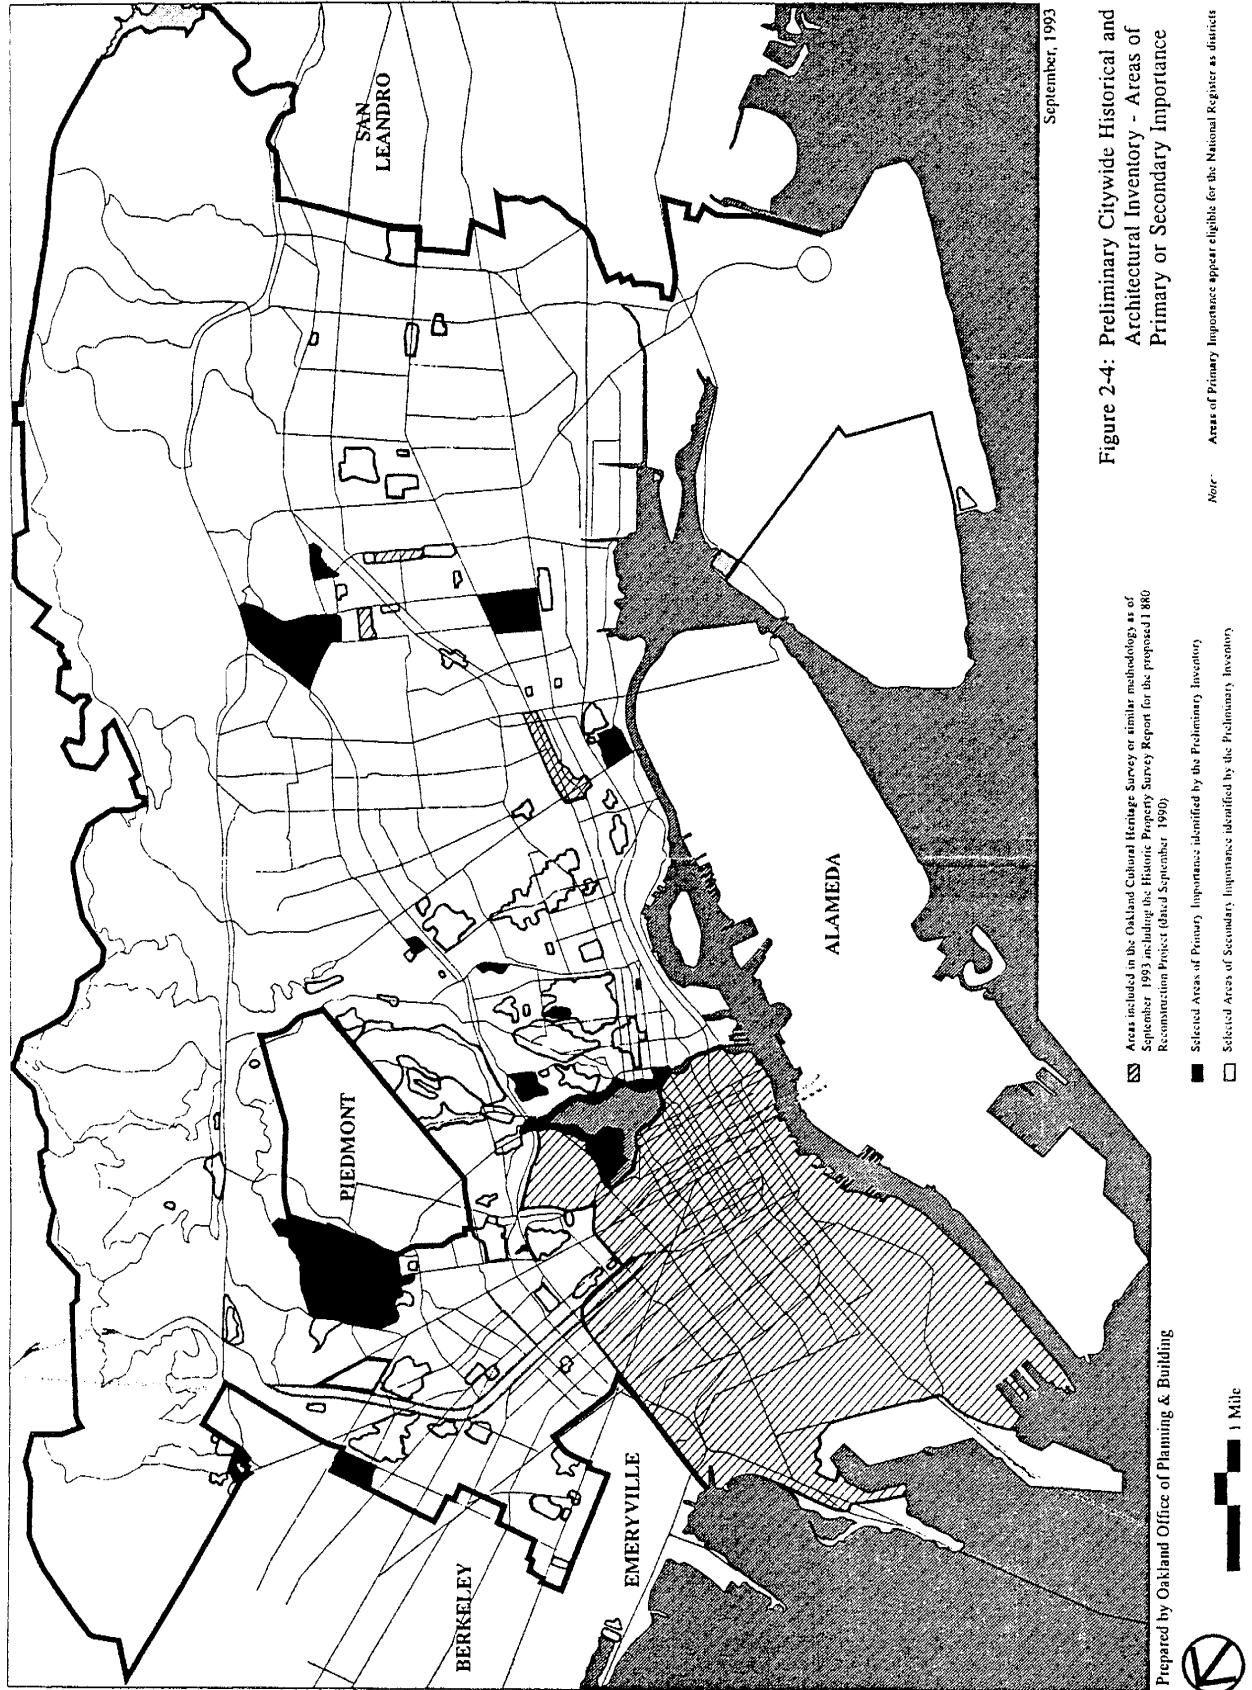 SAN
LEANDRO
PIEDMONT
ALAMEDA
BERKELEY
EMERYVILLE
September, 1993
Figure 2-4: Preliminary Citywide Historical and
Architectural Inventory - Areas of
Primary or Secondary Importance
Note: Areas of Primary Importance appear eligible for the National Register as districts
Areas included in the Oakland Cultural Heritage Survey or similar methodology as of
September 1993 including the Historic Property Survey Report for the proposed I 880
Reconstruction Project (dated September 1990)
Selected Areas of Primary Importance identified by the Preliminary Inventory
Selected Areas of Secondary Importance identified by the Preliminary Inventory
Prepared by Oakland Office of Planning & Building
1 Mile